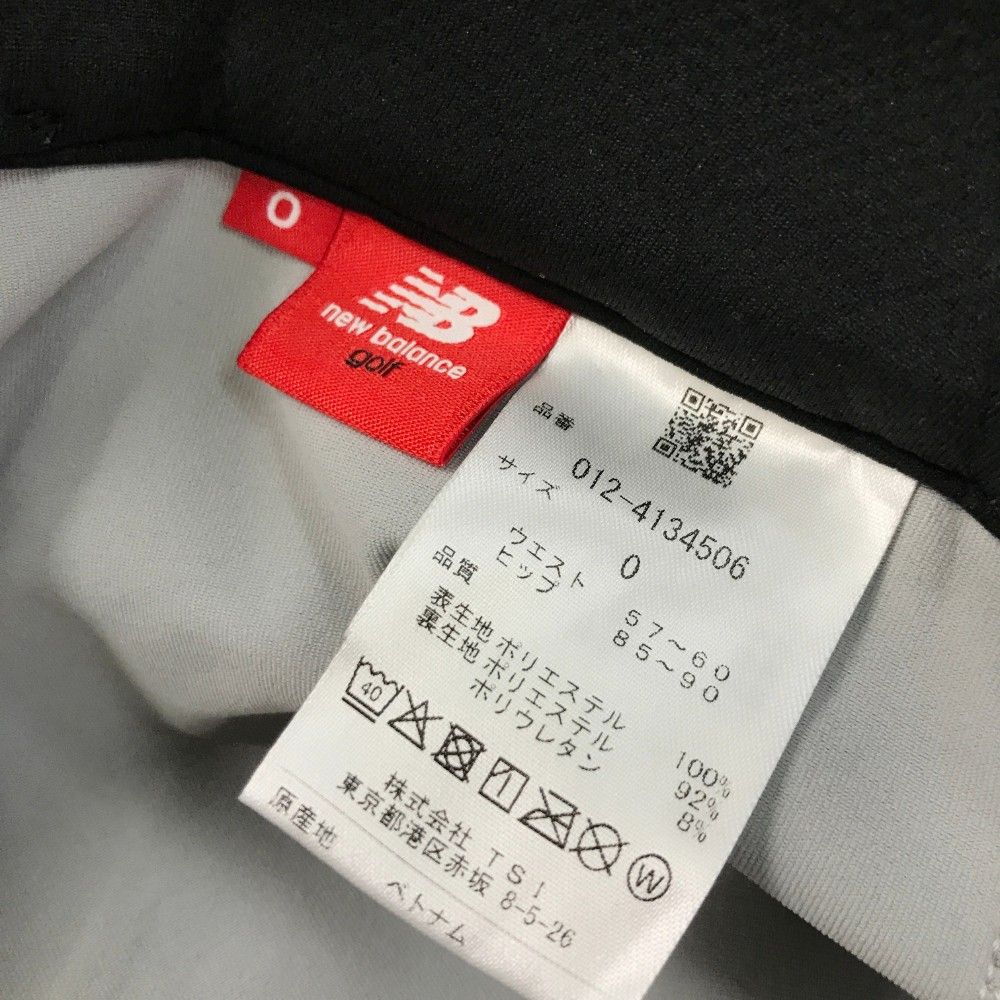 0
NB
new balance
golf
品番
012-4134506
サイズ
0
ウエスト 57～60
ヒップ 85～90
品質
表生地 ポリエステル 100%
裏生地 ポリエステル 92%
ポリウレタン 8%
40
W
株式会社 TSI
東京都港区赤坂 8-5-26
原産地
ベトナム